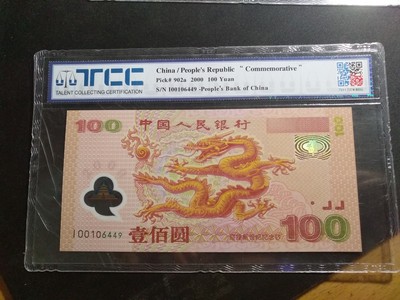 TCC
TALENT COLLECTING CERTIFICATION
China / People's Republic " Commemorative "
Pick# 902a 2000 100 Yuan
S/N I00106449 -People's Bank of China
100
中国人民银行
100
I 00106449
壹佰圆
100